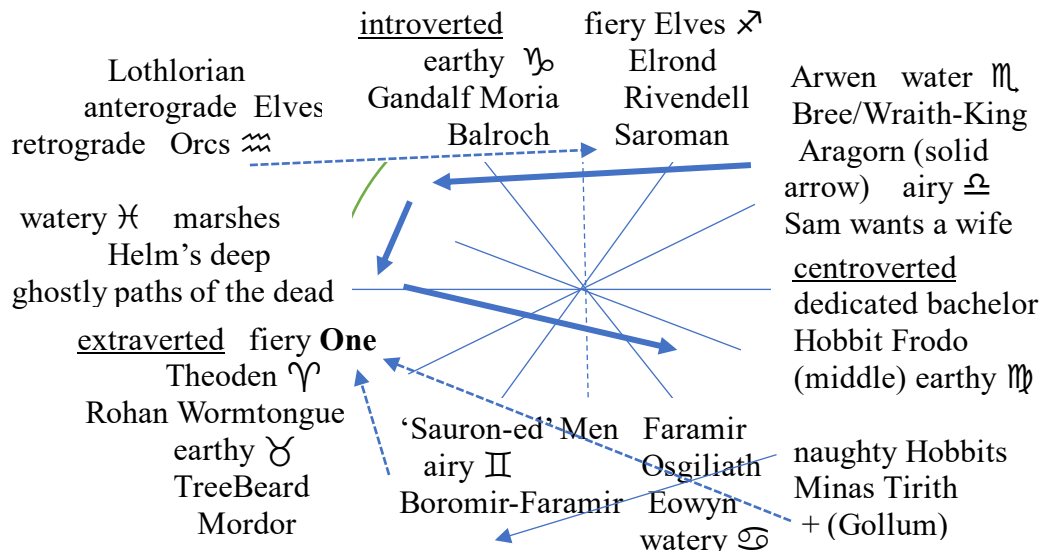 introverted
earthy ♑
Gandalf Moria
Balroch
fiery Elves ♐
Elrond
Rivendell
Saroman
Lothlorian
anterograde Elves
retrograde Orcs ♒
Arwen water ♏
Bree/Wraith-King
Aragorn (solid
arrow) airy ♎
Sam wants a wife
watery ♓ marshes
Helm’s deep
ghostly paths of the dead
centroverted
dedicated bachelor
Hobbit Frodo
(middle) earthy ♍
extraverted fiery One
Theoden ♈
Rohan Wormtongue
earthy ♉
TreeBeard
Mordor
‘Sauron-ed’ Men
airy ♊
Boromir-Faramir
Faramir
Osgiliath
Eowyn
watery ♋
naughty Hobbits
Minas Tirith
+ (Gollum)